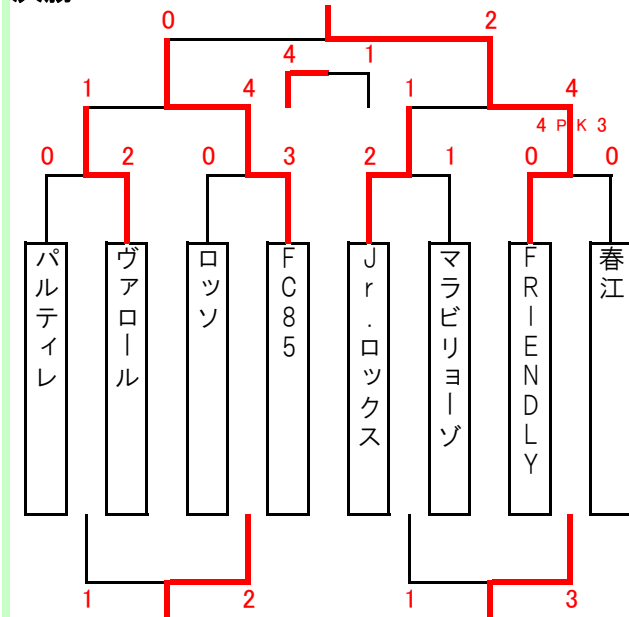 0 2
4 1
1 4 1 4
4 P K 3
0 2 0 3 2 1 0 0
パルティレ
ヴァロール
ロッソ
FC85
Jr.ロックス
マラビリョーゾ
FRIENDLY
春江
1 2 1 3